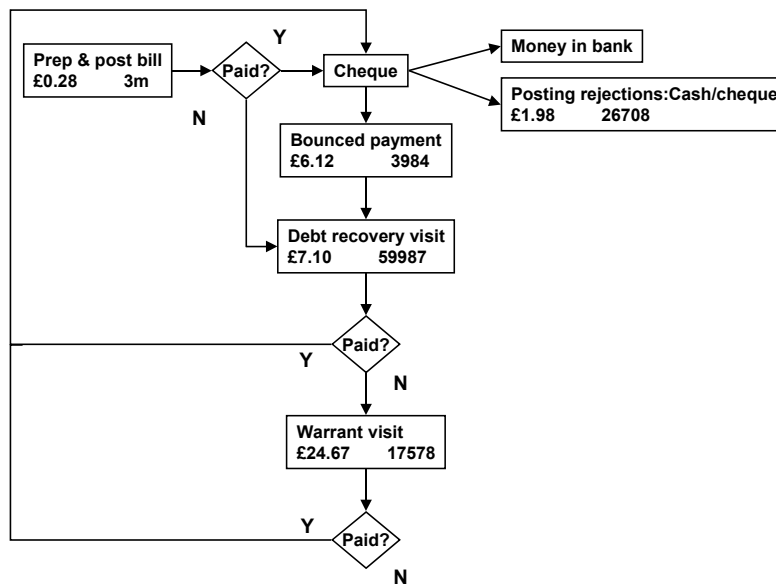 Y
Prep & post bill
£0.28 3m
Paid?
Cheque
Money in bank
Posting rejections:Cash/cheque
£1.98 26708
N
Bounced payment
£6.12 3984
Debt recovery visit
£7.10 59987
Paid?
Y
N
Warrant visit
£24.67 17578
Y
Paid?
N